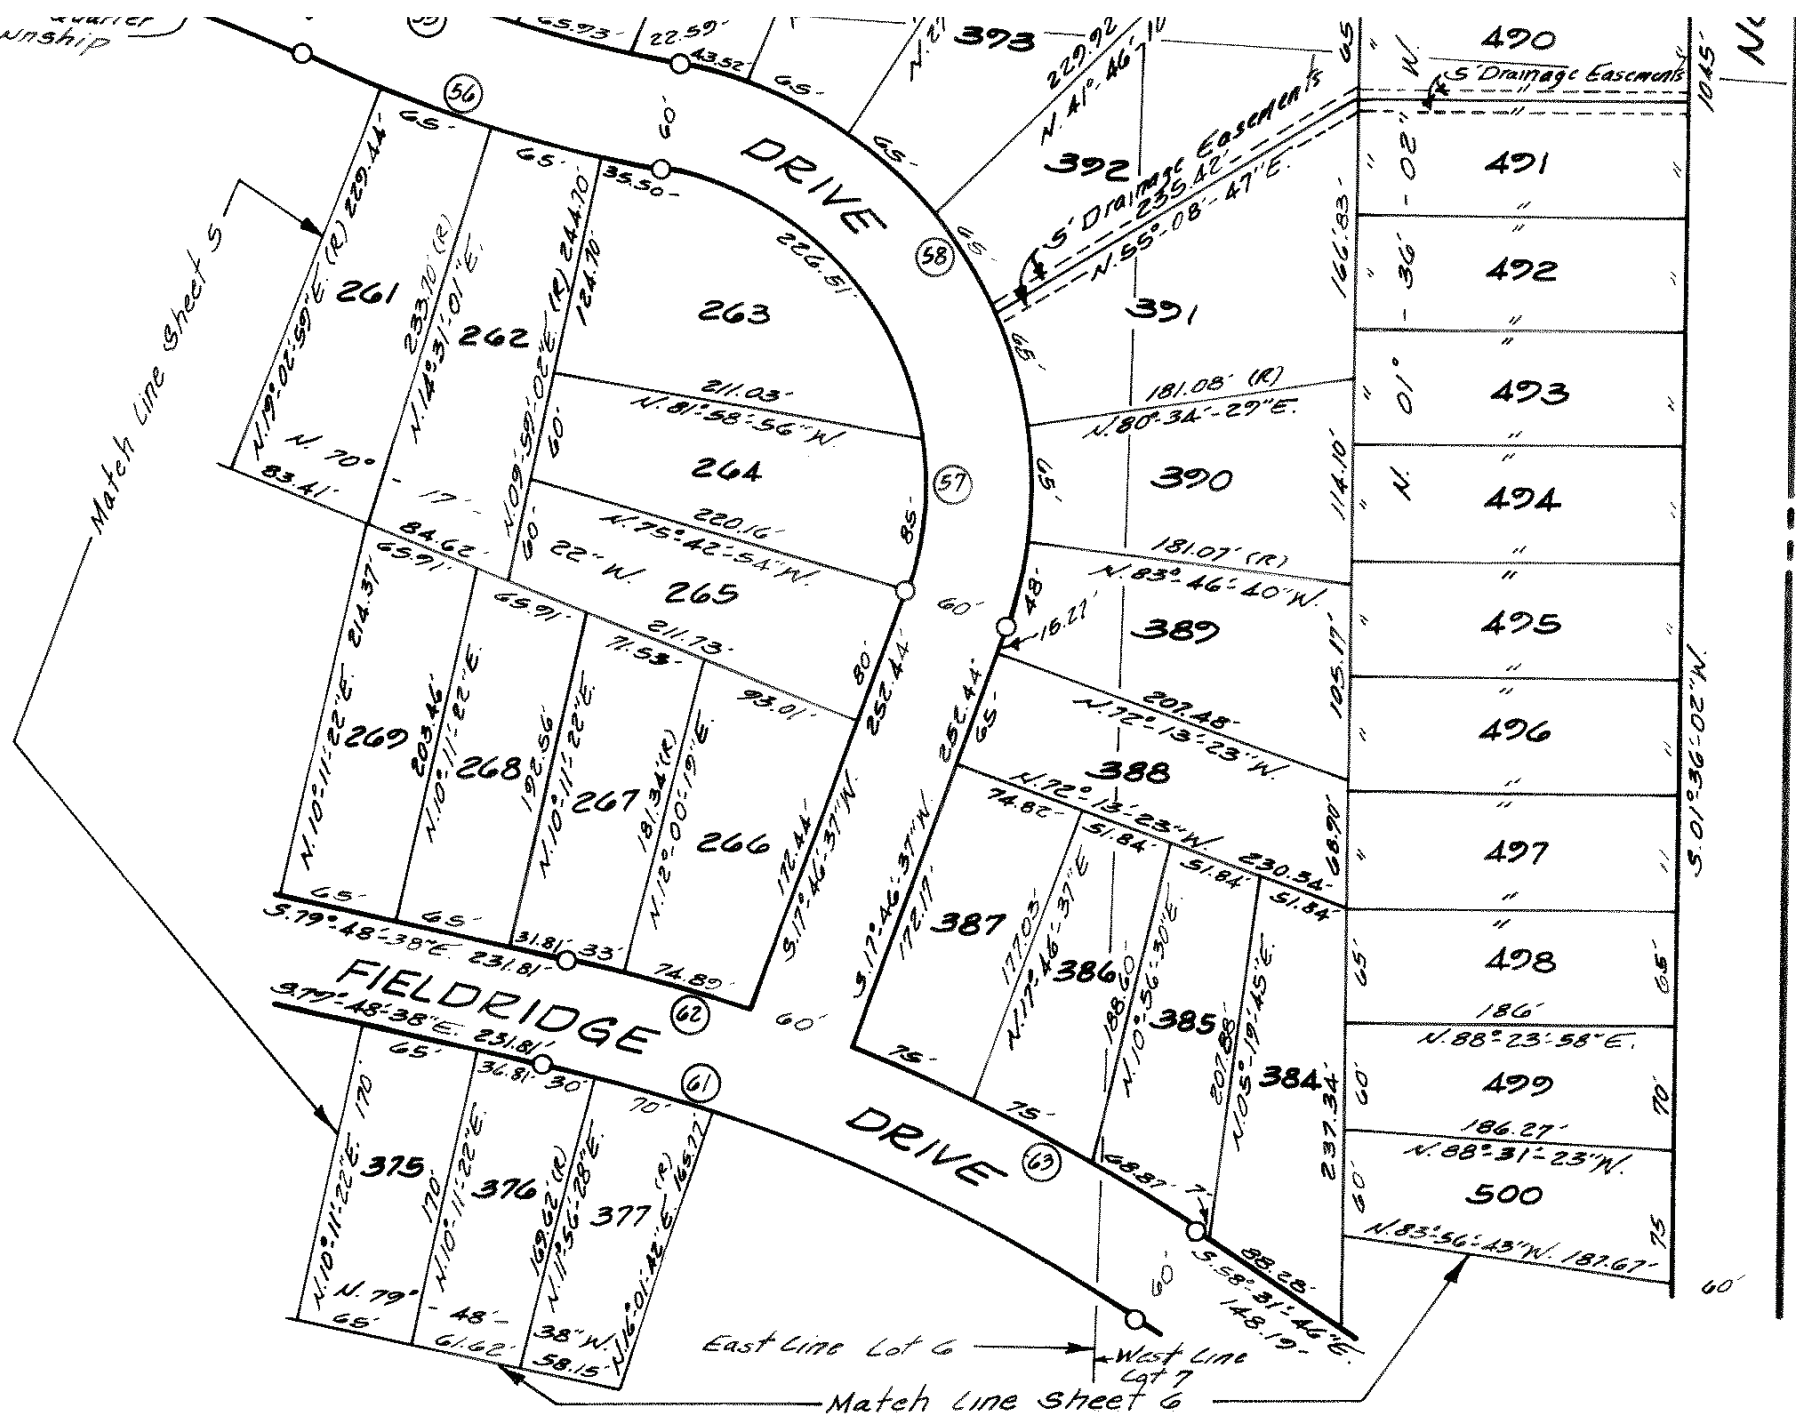 wnship
65.93'
22.59'
43.52'
65'
393
N.27
229.92
N. 41°-46'-10
65
"
W.
490
5' Drainage Easements
1045'
56
65'
65'
35.50'
60'
DRIVE
65'
392
5' Drainage Easements
235.42'
N.55°-08'-47"E.
"
491
"
Match Line Sheet 5
N.19°-02'-59"E. (R) 229.44'
261
233.70' (R)
N.14°-31'-01"E.
262
N.09°-59'-02"E. (R) 244.70'
124.70'
226.51'
263
58
65'
65'
391
166.83'
N. 01° - 36' - 02" W.
492
211.03'
N.81°-58'-56"W.
60'
181.08' (R)
N.80°-34'-29"E.
493
N. 70° - 17' - 22" W.
83.41'
264
57
65'
390
114.10'
494
84.62'
60'
220.16'
N.75°-42'-54"W.
85'
181.07' (R)
N.83°-46'-40"W.
65.91'
65.91'
265
211.73'
71.53'
93.01'
60'
48'
16.27'
389
105.17'
495
214.37'
N.10°-11'-22"E.
269
203.46'
N.10°-11'-22"E.
268
192.56'
N.10°-11'-22"E.
267
181.34'(R)
N.12°-00'-19"E.
266
80'
252.44'
172.44'
S.17°-46'-37"W.
252.44'
65'
207.48'
N.72°-13'-23"W.
496
388
S.01°-36'-02"W.
N.72°-13'-23"W.
230.34'
74.82'
51.84'
51.84'
51.84'
68.90'
497
65'
65'
31.81'
33'
74.89'
S.79°-48'-38"E. 231.81'
S.17°-46'-37"W.
172.17'
387
177.03'
N.17°-46'-37"E.
386
188.60'
N.10°-56'-30"E.
385
207.88'
N.05°-19'-45"E.
384
237.34'
65'
498
65'
186'
N.88°-23'-58"E.
FIELDRIDGE
62
60'
S.79°-48'-38"E. 231.81'
65'
36.81'
30'
61
70'
75'
75'
60'
499
70'
186.27'
N.88°-31'-23"W.
DRIVE
63
68.87'
7'
60'
500
75'
N.83°-56'-43"W. 187.67'
170'
N.10°-11'-22"E.
375
170'
N.10°-11'-22"E.
376
169.62'(R)
N.11°-56'-28"E.
377
(R)
N.16°-01'-42"E. 165.77'
N. 79° - 48' - 38" W.
65'
61.62'
58.15'
60'
88.28'
S.58°-31'-46"E.
148.19'
60'
East Line Lot 6
West Line
Lot 7
Match Line Sheet 6